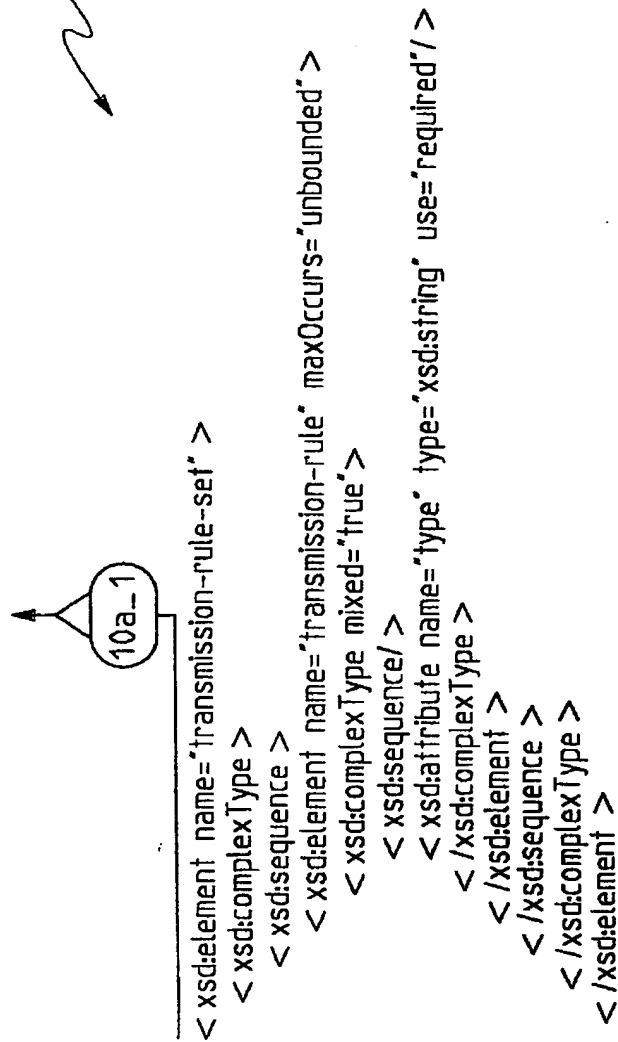 10a_1
< xsd:element name="transmission-rule-set" >
< xsd:complexType >
< xsd:sequence >
< xsd:element name="transmission-rule" maxOccurs="unbounded" >
< xsd:complexType mixed="true">
< xsd:sequence/ >
< xsd:attribute name="type" type="xsd:string" use="required"/ >
< /xsd:complexType >
< /xsd:element >
< /xsd:sequence >
< /xsd:complexType >
< /xsd:element >